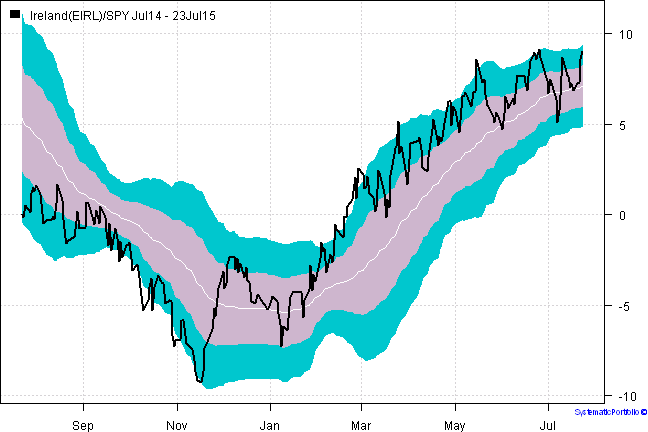 Ireland(EIRL)/SPY Jul14 - 23Jul15
10
5
0
-5
-10
Sep Nov Jan Mar May Jul
SystematicPortfolio ©